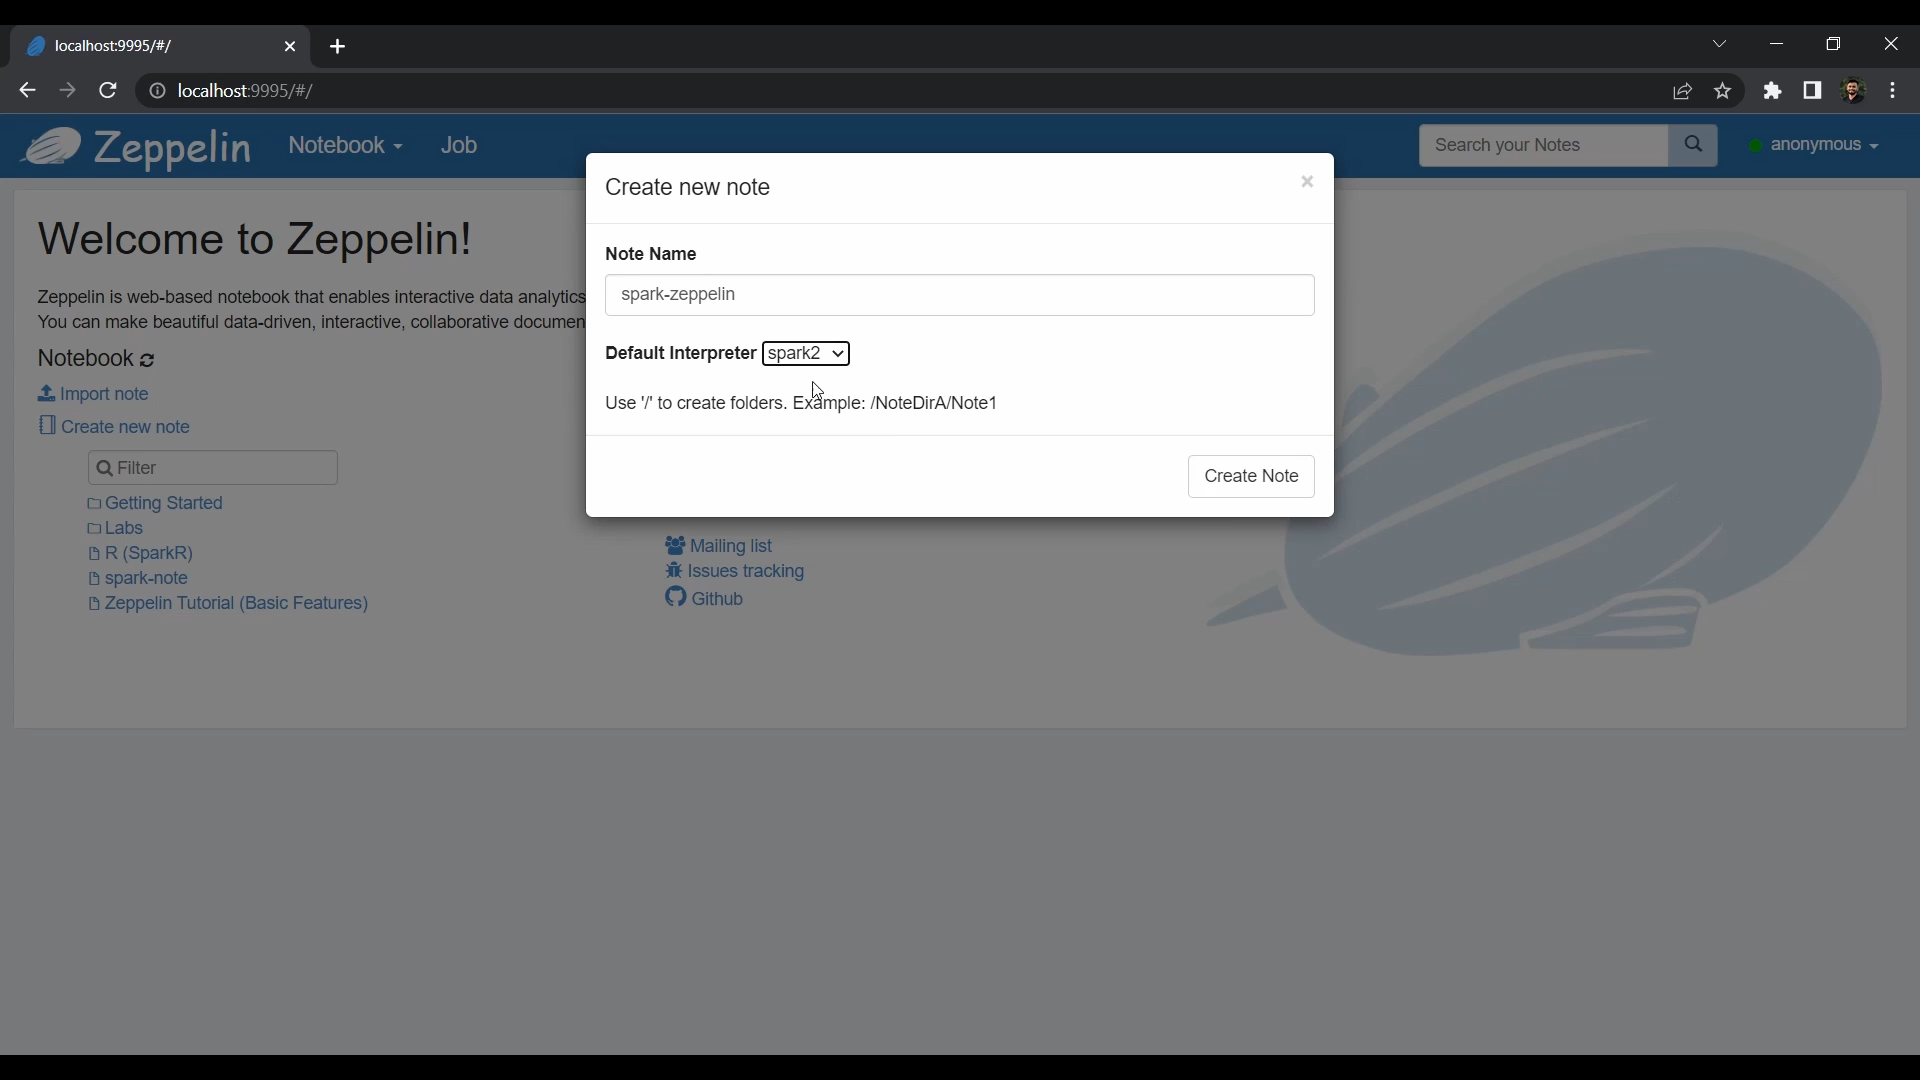 localhost:9995/#/
localhost:9995/#/
Zeppelin Notebook Job Search your Notes anonymous
Create new note
Welcome to Zeppelin!
Note Name
spark-zeppelin
Zeppelin is web-based notebook that enables interactive data analytics
You can make beautiful data-driven, interactive, collaborative documen
Default Interpreter spark2
Notebook
Import note
Use '/' to create folders. Example: /NoteDirA/Note1
Create new note
Filter
Create Note
Getting Started
Labs
R (SparkR)
spark-note
Zeppelin Tutorial (Basic Features)
Mailing list
Issues tracking
Github